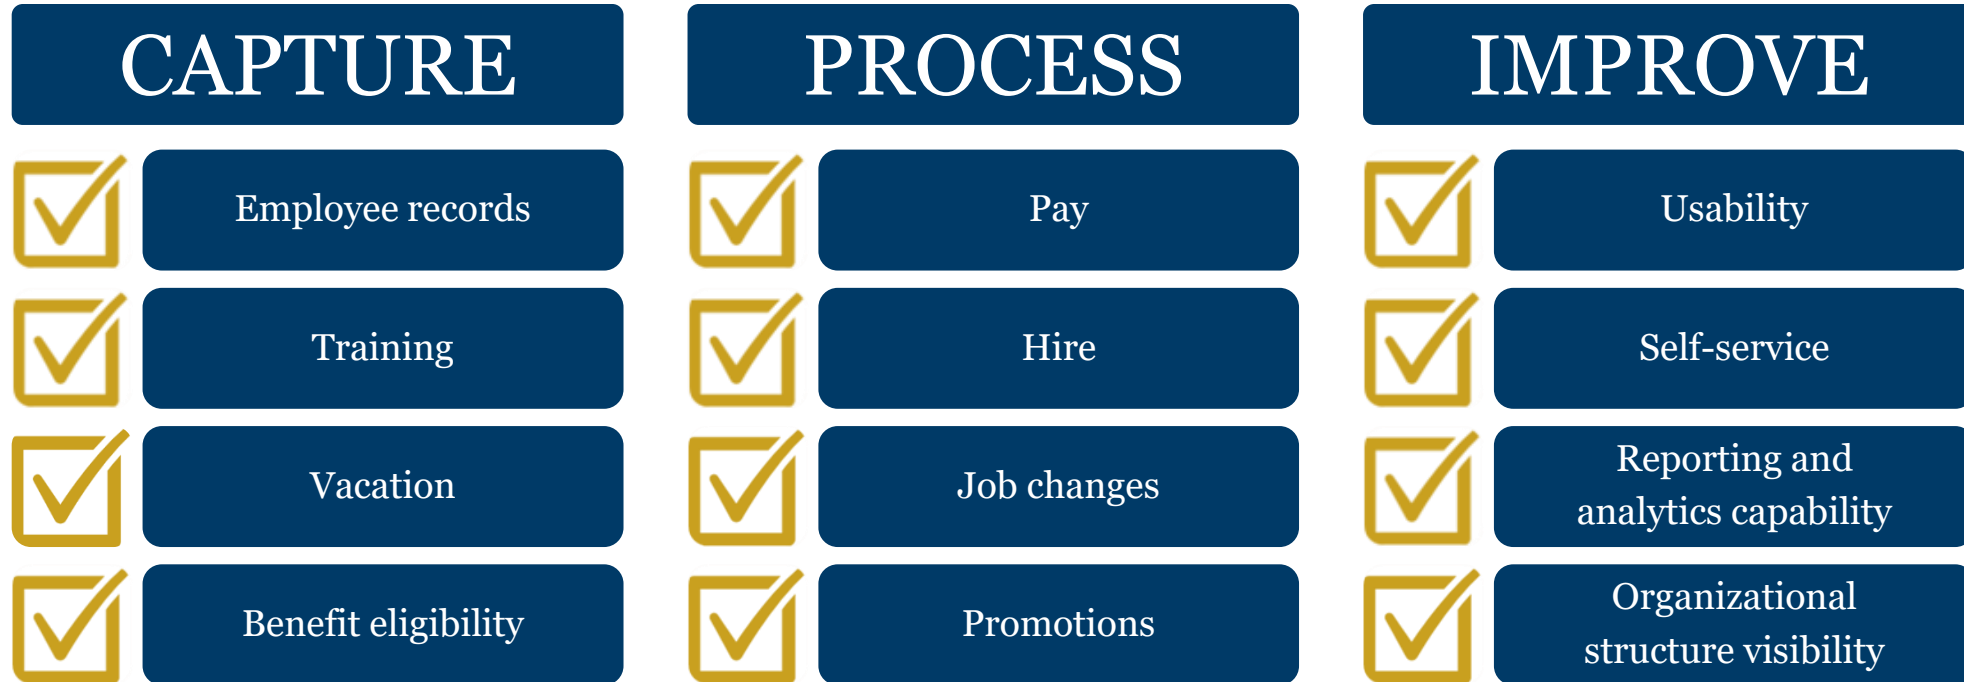 CAPTURE
Employee records
Training
Vacation
Benefit eligibility
PROCESS
Pay
Hire
Job changes
Promotions
IMPROVE
Usability
Self-service
Reporting and
analytics capability
Organizational
structure visibility